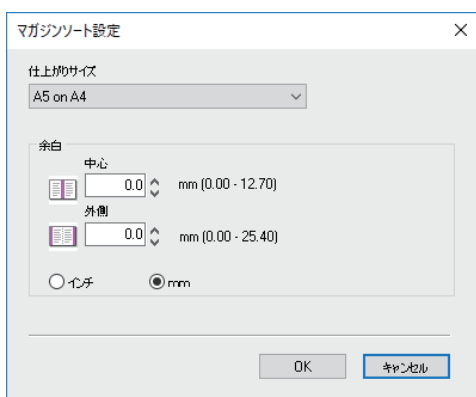 マガジンソート設定
仕上がりサイズ
A5 on A4
余白
中心
0.0 mm (0.00 - 12.70)
外側
0.0 mm (0.00 - 25.40)
インチ mm
OK キャンセル